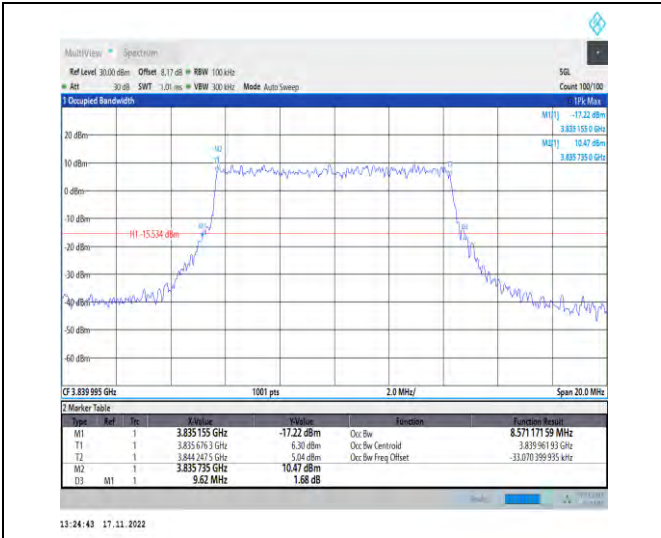 MultiView Spectrum
Ref Level 30.00 dBm Offset 8.17 dB RBW 100 kHz SGL
Att 30 dB SWT 1.01 ms VBW 300 kHz Mode Auto Sweep Count 100/100
1 Occupied Bandwidth 1Pk Max
M1[1] -17.22 dBm
3.835 155 0 GHz
M2[1] 10.47 dBm
3.835 735 0 GHz
20 dBm
M2
T1 T2
10 dBm
0 dBm
-10 dBm
H1 -15.534 dBm
M1
-20 dBm
-30 dBm
-40 dBm
-50 dBm
-60 dBm
CF 3.839 995 GHz 1001 pts 2.0 MHz/ Span 20.0 MHz
2 Marker Table
Type Ref Trc X-Value Y-Value Function Function Result
M1 1 3.835 155 GHz -17.22 dBm Occ Bw 8.571 171 59 MHz
T1 1 3.835 676 3 GHz 6.30 dBm Occ Bw Centroid 3.839 961 93 GHz
T2 1 3.844 247 5 GHz 5.04 dBm Occ Bw Freq Offset -33.070 399 935 kHz
M2 1 3.835 735 GHz 10.47 dBm
D3 M1 1 9.62 MHz 1.68 dB
13:24:43 17.11.2022